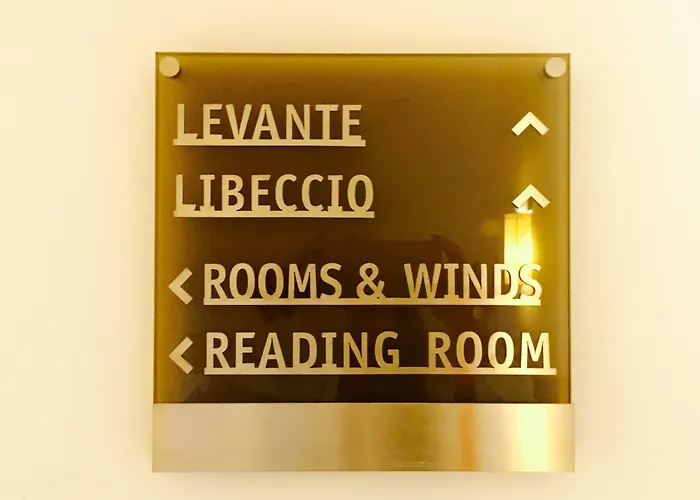 LEVANTE
LIBECCIO
ROOMS & WINDS
READING ROOM